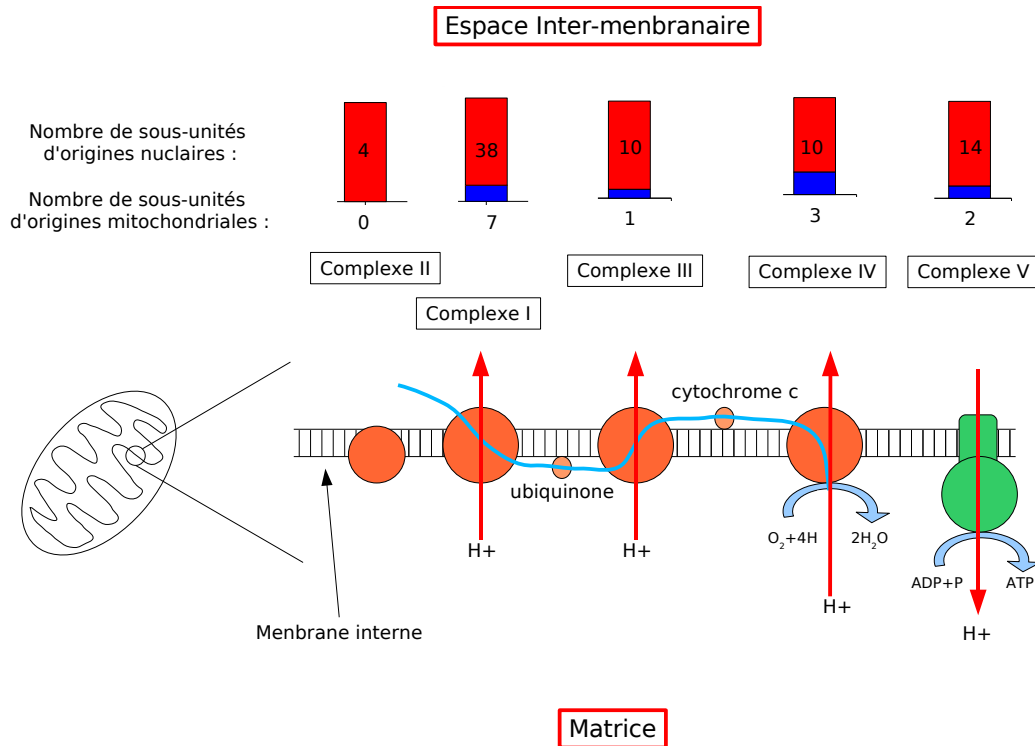 Espace Inter-menbranaire
Nombre de sous-unités
d'origines nuclaires :
4
38
10
10
14
Nombre de sous-unités
d'origines mitochondriales :
0
7
1
3
2
Complexe II
Complexe I
Complexe III
Complexe IV
Complexe V
cytochrome c
ubiquinone
H+
H+
O₂+4H
2H₂O
H+
ADP+P
ATP
H+
Menbrane interne
Matrice